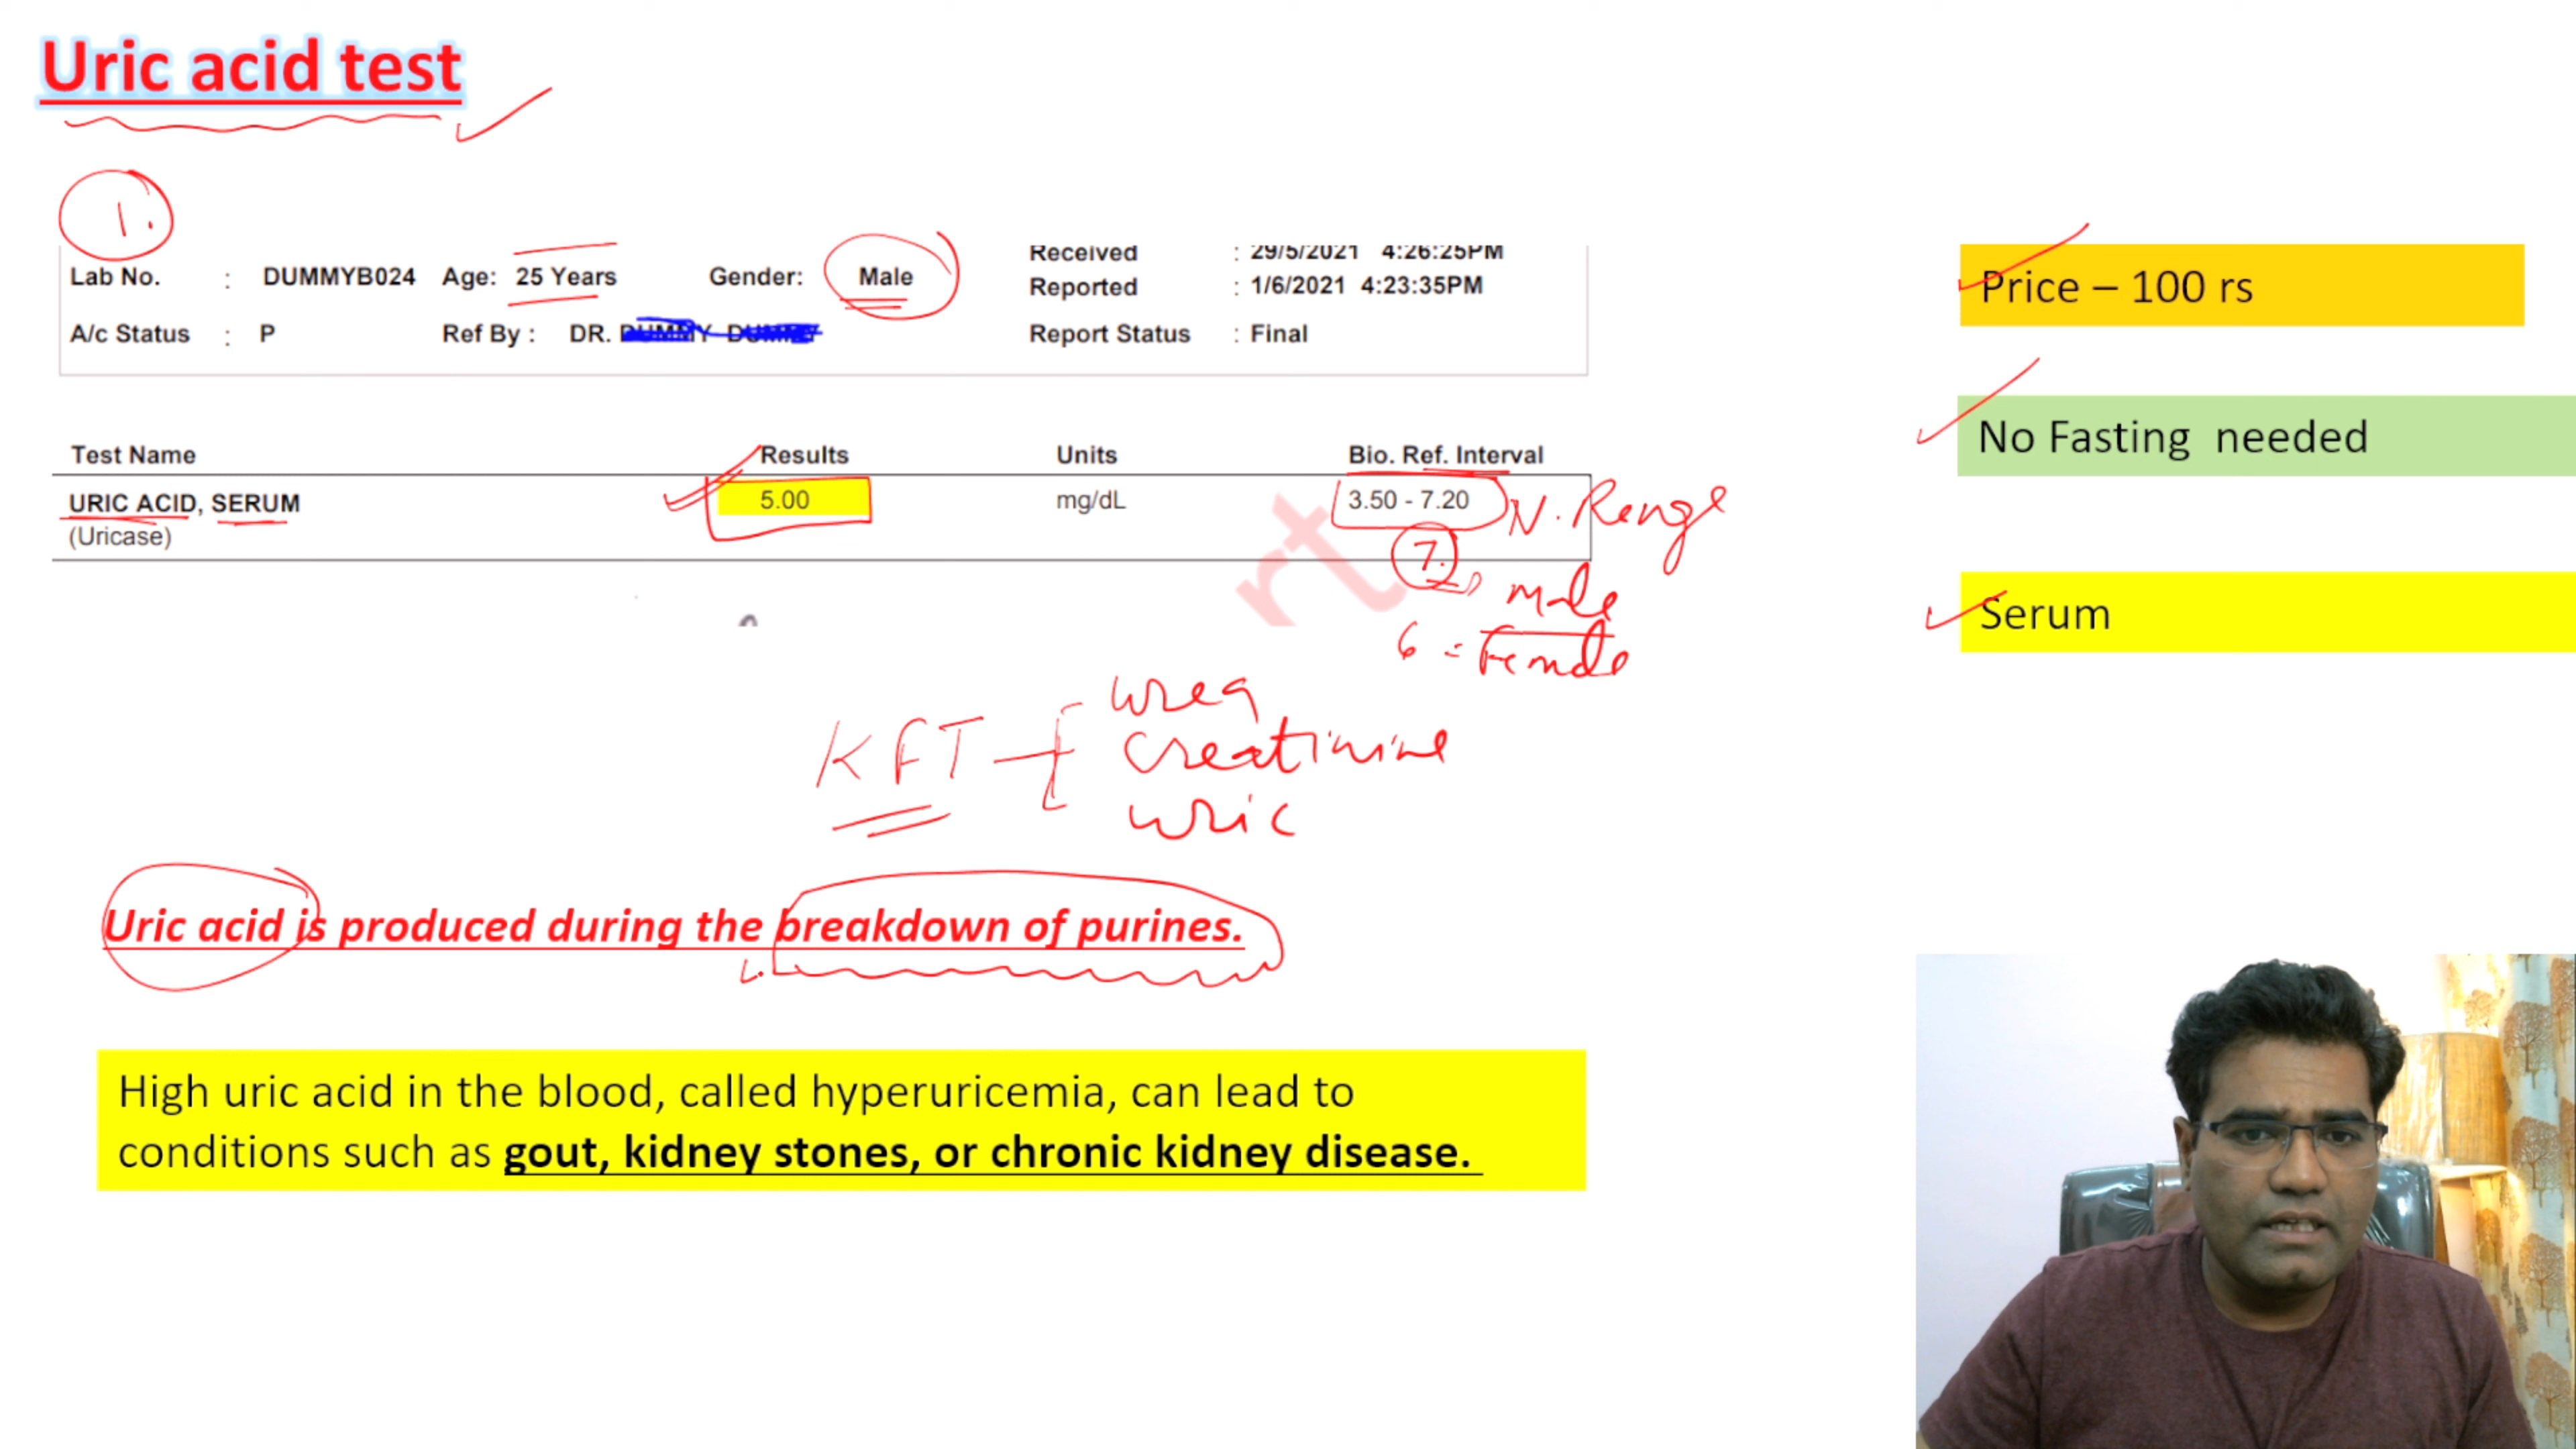 Uric acid test
1.
Received : 29/5/2021 4:26:25PM
Lab No. : DUMMYB024 Age: 25 Years Gender: Male
Reported : 1/6/2021 4:23:35PM
A/c Status : P Ref By : DR. DUMMY DUMMY
Report Status : Final
Price – 100 rs
No Fasting needed
Serum
Test Name Results Units Bio. Ref. Interval
URIC ACID, SERUM 5.00 mg/dL 3.50 - 7.20
(Uricase)
N. Range
7. male
6 = Female
rt
KFT
urea
creatinine
uric
Uric acid is produced during the breakdown of purines.
High uric acid in the blood, called hyperuricemia, can lead to
conditions such as gout, kidney stones, or chronic kidney disease.